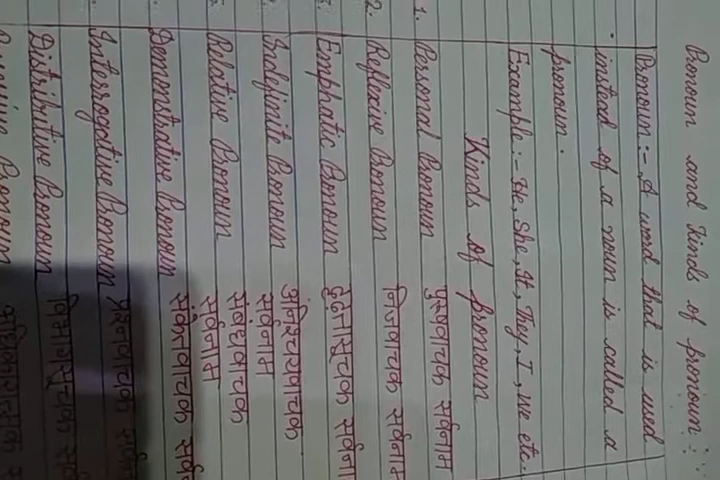 Pronoun and kinds of pronoun :-
Pronoun :- A word that is used
insted of a noun is called a
pronoun.
Example :- He, She, It, They, I, we etc.
Kinds of pronoun
1. Personal Pronoun पुरुषवाचक सर्वनाम
2. Reflexive Pronoun निजवाचक सर्वनाम
Emphatic Pronoun
Indefinite Pronoun अनिश्चयवाचक
सर्वनाम
Relative Pronoun संबंधवाचक
सर्वनाम
Demonstrative Pronoun संकेतवाचक
Interrogative Pronoun प्रश्नवाचक
Distributive Pronoun विभागसूचक
Pronoun